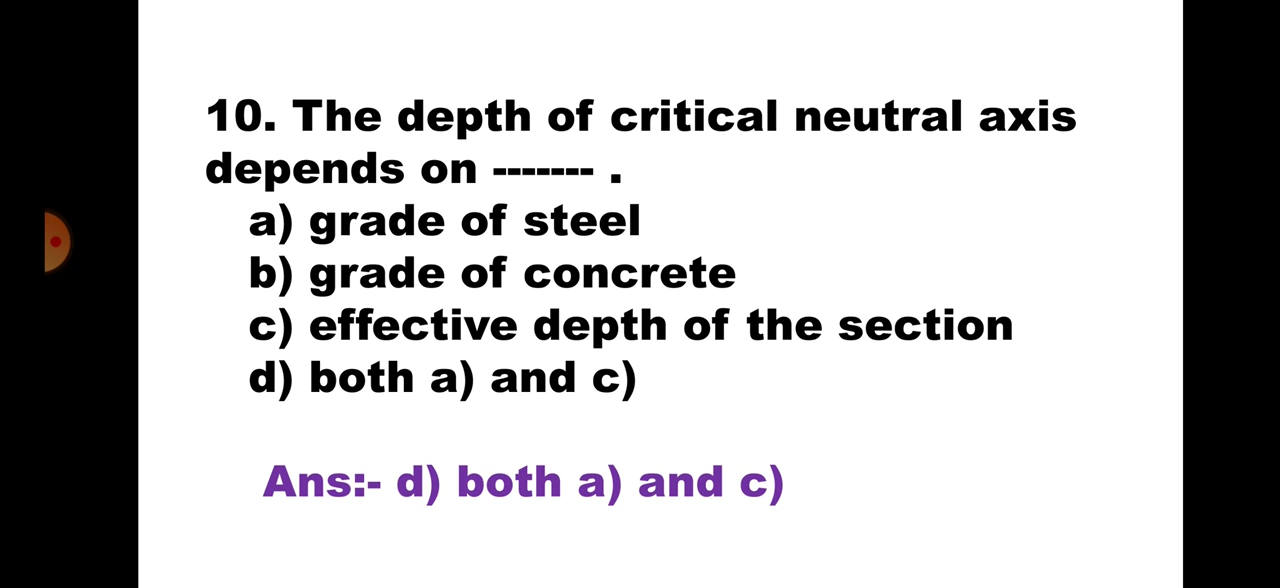 10. The depth of critical neutral axis
depends on ------- .
a) grade of steel
b) grade of concrete
c) effective depth of the section
d) both a) and c)
Ans:- d) both a) and c)